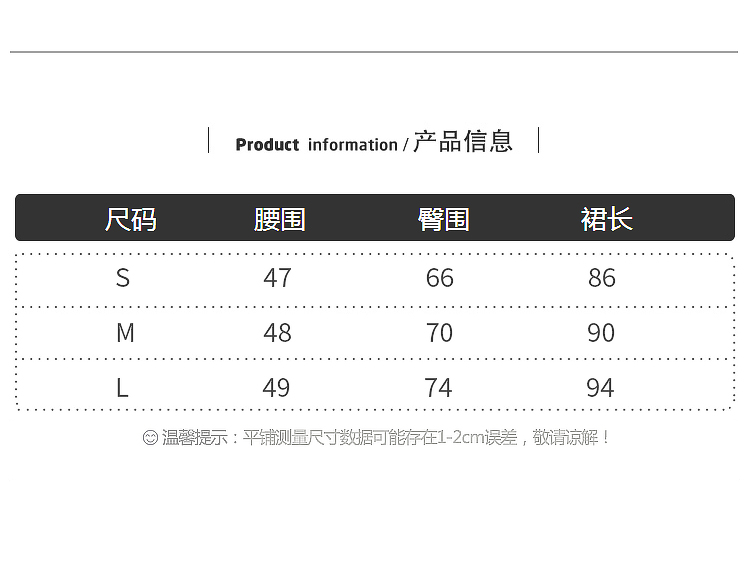 Product information / 产品信息
尺码 腰围 臀围 裙长
S 47 66 86
M 48 70 90
L 49 74 94
温馨提示：平铺测量尺寸数据可能存在1-2cm误差，敬请谅解！